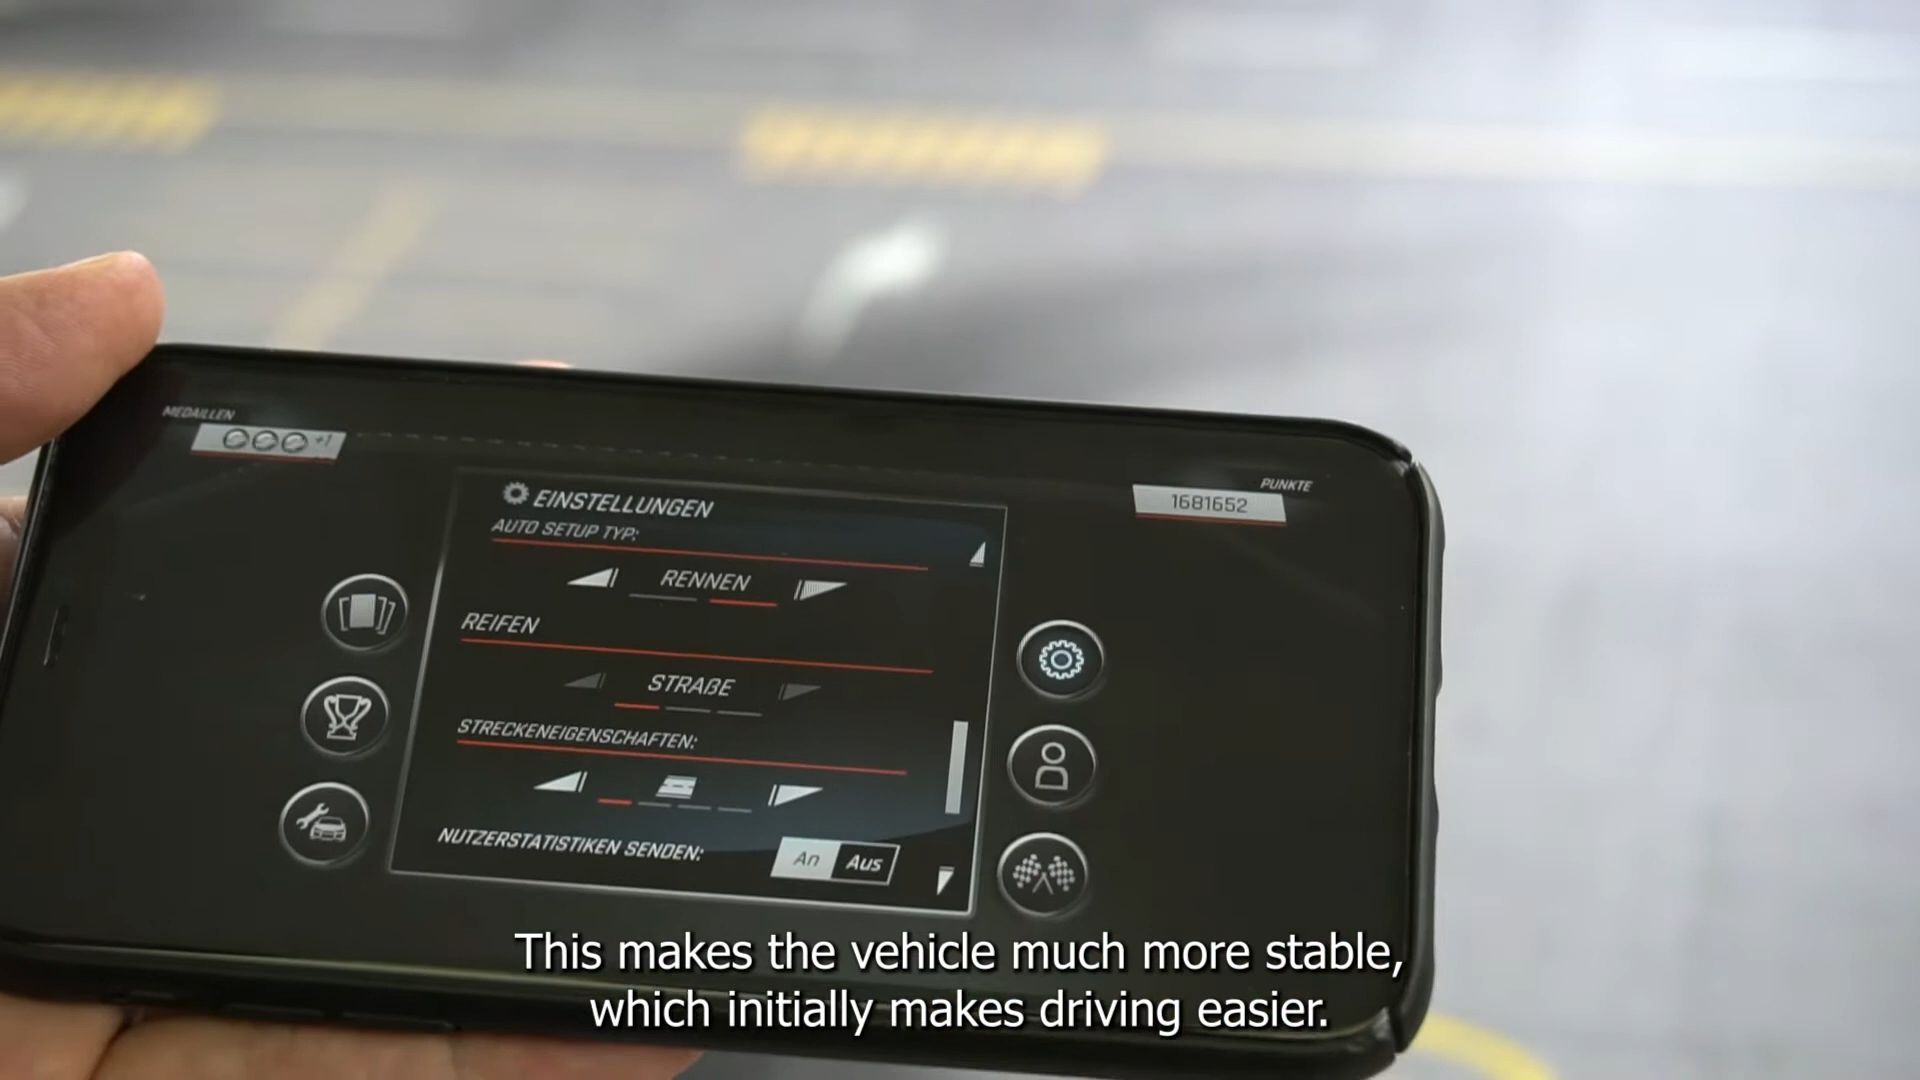 MEDAILLEN
+1
PUNKTE
1681652
EINSTELLUNGEN
AUTO SETUP TYP:
RENNEN
REIFEN
STRAßE
STRECKENEIGENSCHAFTEN:
NUTZERSTATISTIKEN SENDEN:
An Aus
This makes the vehicle much more stable,
which initially makes driving easier.